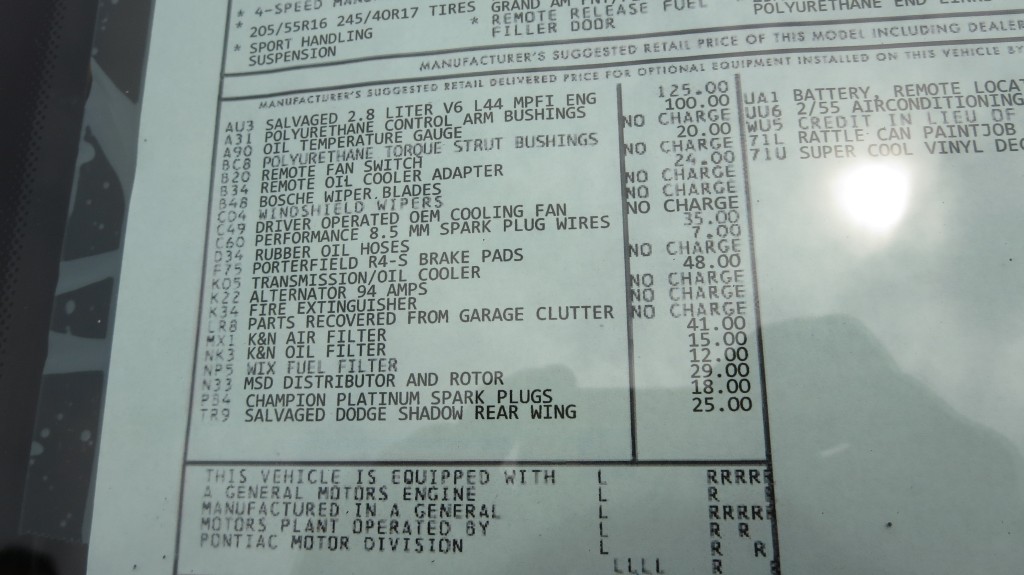 * 4-SPEED
* 205/55R16 245/40R17 TIRES
* SPORT HANDLING
SUSPENSION
GRAND AM
* REMOTE RELEASE FUEL
FILLER DOOR
POLYURETHANE END
MANUFACTURER'S SUGGESTED RETAIL PRICE OF THIS MODEL INCLUDING DEALER
MANUFACTURER'S SUGGESTED RETAIL DELIVERED PRICE FOR OPTIONAL EQUIPMENT INSTALLED ON THIS VEHICLE BY
AU3 SALVAGED 2.8 LITER V6 L44 MPFI ENG 125.00
A31 POLYURETHANE CONTROL ARM BUSHINGS 100.00
A90 OIL TEMPERATURE GAUGE NO CHARGE
BC8 POLYURETHANE TORQUE STRUT BUSHINGS 20.00
B20 REMOTE FAN SWITCH NO CHARGE
B34 REMOTE OIL COOLER ADAPTER 24.00
B48 BOSCHE WIPER BLADES NO CHARGE
C04 WINDSHIELD WIPERS NO CHARGE
C49 DRIVER OPERATED OEM COOLING FAN NO CHARGE
C60 PERFORMANCE 8.5 MM SPARK PLUG WIRES 35.00
D34 RUBBER OIL HOSES 7.00
F75 PORTERFIELD R4-S BRAKE PADS NO CHARGE
K05 TRANSMISSION/OIL COOLER 48.00
K22 ALTERNATOR 94 AMPS NO CHARGE
K34 FIRE EXTINGUISHER NO CHARGE
LR8 PARTS RECOVERED FROM GARAGE CLUTTER NO CHARGE
MX1 K&N AIR FILTER 41.00
NK3 K&N OIL FILTER 15.00
NP5 WIX FUEL FILTER 12.00
N33 MSD DISTRIBUTOR AND ROTOR 29.00
P84 CHAMPION PLATINUM SPARK PLUGS 18.00
TR9 SALVAGED DODGE SHADOW REAR WING 25.00
UA1 BATTERY, REMOTE
UU6 2/55 AIRCONDITIONING
WU5 CREDIT IN LIEU OF
71L RATTLE CAN PAINTJOB
71U SUPER COOL VINYL
THIS VEHICLE IS EQUIPPED WITH L RRRR
A GENERAL MOTORS ENGINE L R
MANUFACTURED IN A GENERAL L RRRR
MOTORS PLANT OPERATED BY L R R
PONTIAC MOTOR DIVISION L R R
LLLL R